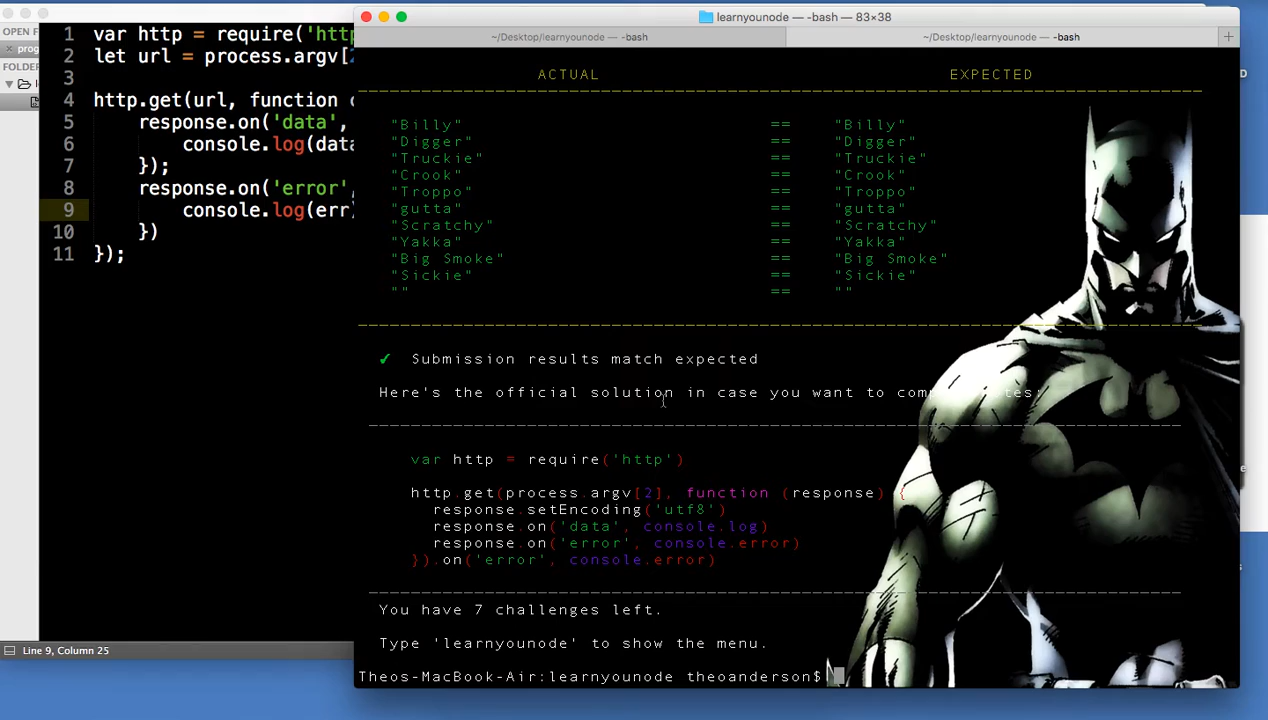 OPEN F
prog
FOLDER
1 var http = require('http
2 let url = process.argv[2
3
4 http.get(url, function c
5 response.on('data',
6 console.log(data
7 });
8 response.on('error',
9 console.log(err)
10 })
11 });
Line 9, Column 25
learnyounode — -bash — 83×38
~/Desktop/learnyounode — -bash
~/Desktop/learnyounode — -bash
ACTUAL EXPECTED
"Billy" == "Billy"
"Digger" == "Digger"
"Truckie" == "Truckie"
"Crook" == "Crook"
"Troppo" == "Troppo"
"gutta" == "gutta"
"Scratchy" == "Scratchy"
"Yakka" == "Yakka"
"Big Smoke" == "Big Smoke"
"Sickie" == "Sickie"
"" == ""
✓ Submission results match expected
Here's the official solution in case you want to compare notes:
var http = require('http')
http.get(process.argv[2], function (response) {
response.setEncoding('utf8')
response.on('data', console.log)
response.on('error', console.error)
}).on('error', console.error)
You have 7 challenges left.
Type 'learnyounode' to show the menu.
Theos-MacBook-Air:learnyounode theoanderson$